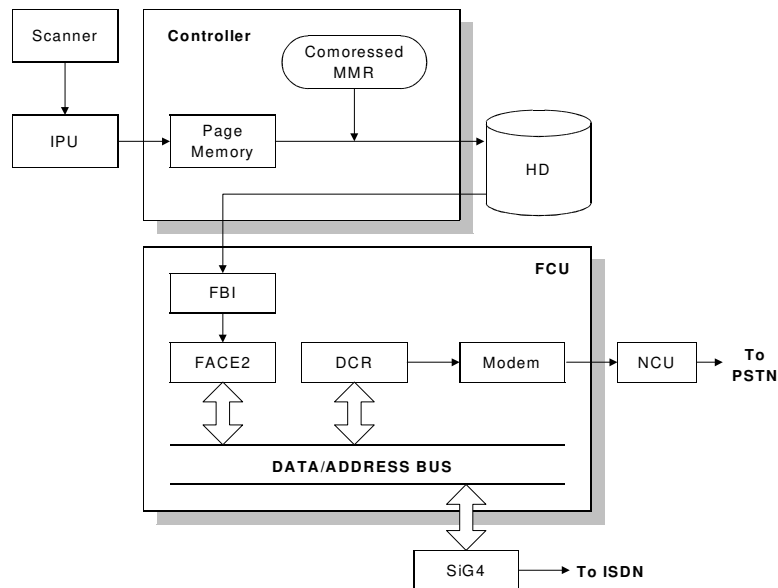 Scanner
Controller
Comoressed
MMR
IPU
Page
Memory
HD
FCU
FBI
FACE2
DCR
Modem
NCU
To
PSTN
DATA/ADDRESS BUS
SiG4
To ISDN